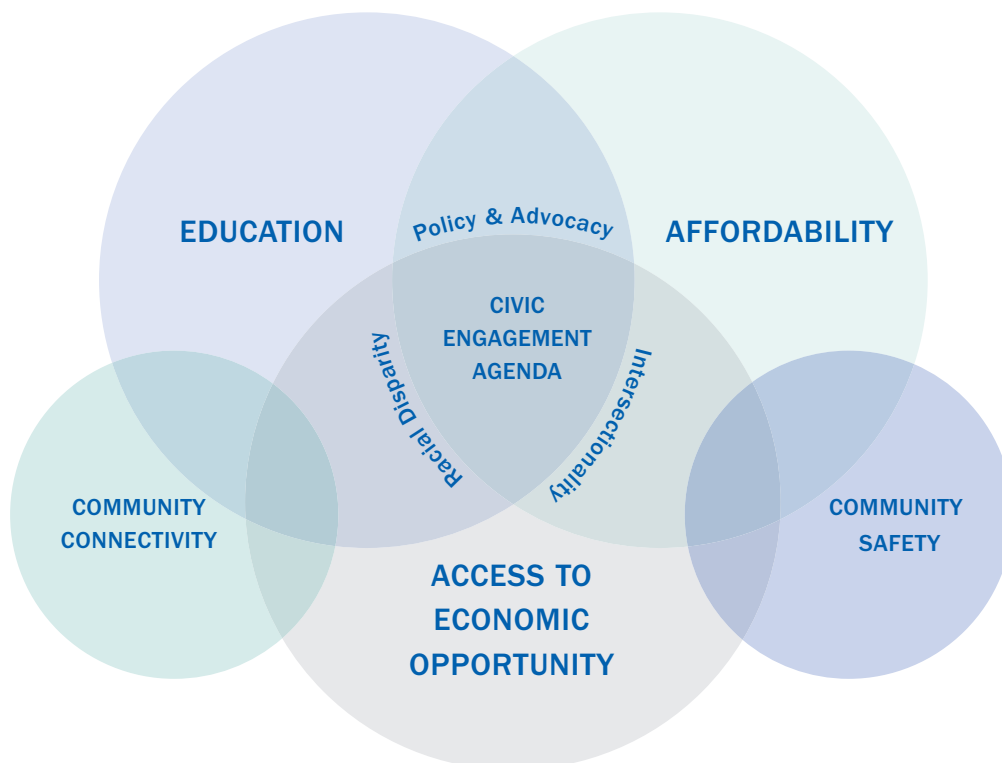 Policy & Advocacy
EDUCATION
AFFORDABILITY
CIVIC
ENGAGEMENT
AGENDA
Racial Disparity
Intersectionality
COMMUNITY
CONNECTIVITY
COMMUNITY
SAFETY
ACCESS TO
ECONOMIC
OPPORTUNITY